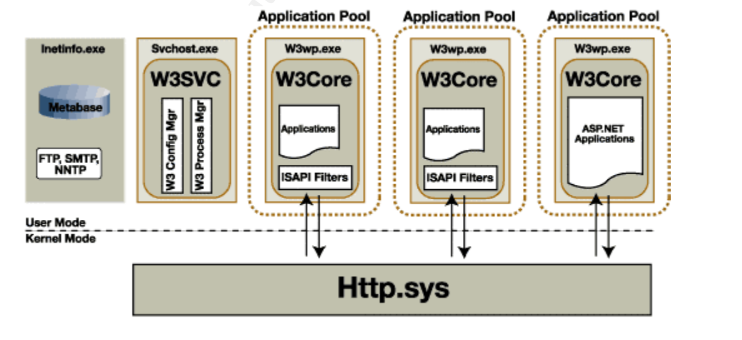 Application Pool
Application Pool
Application Pool
Inetinfo.exe
Metabase
FTP, SMTP,
NNTP
Svchost.exe
W3SVC
W3 Config Mgr
W3 Process Mgr
W3wp.exe
W3Core
Applications
ISAPI Filters
W3wp.exe
W3Core
Applications
ISAPI Filters
W3wp.exe
W3Core
ASP.NET
Applications
User Mode
Kernel Mode
Http.sys